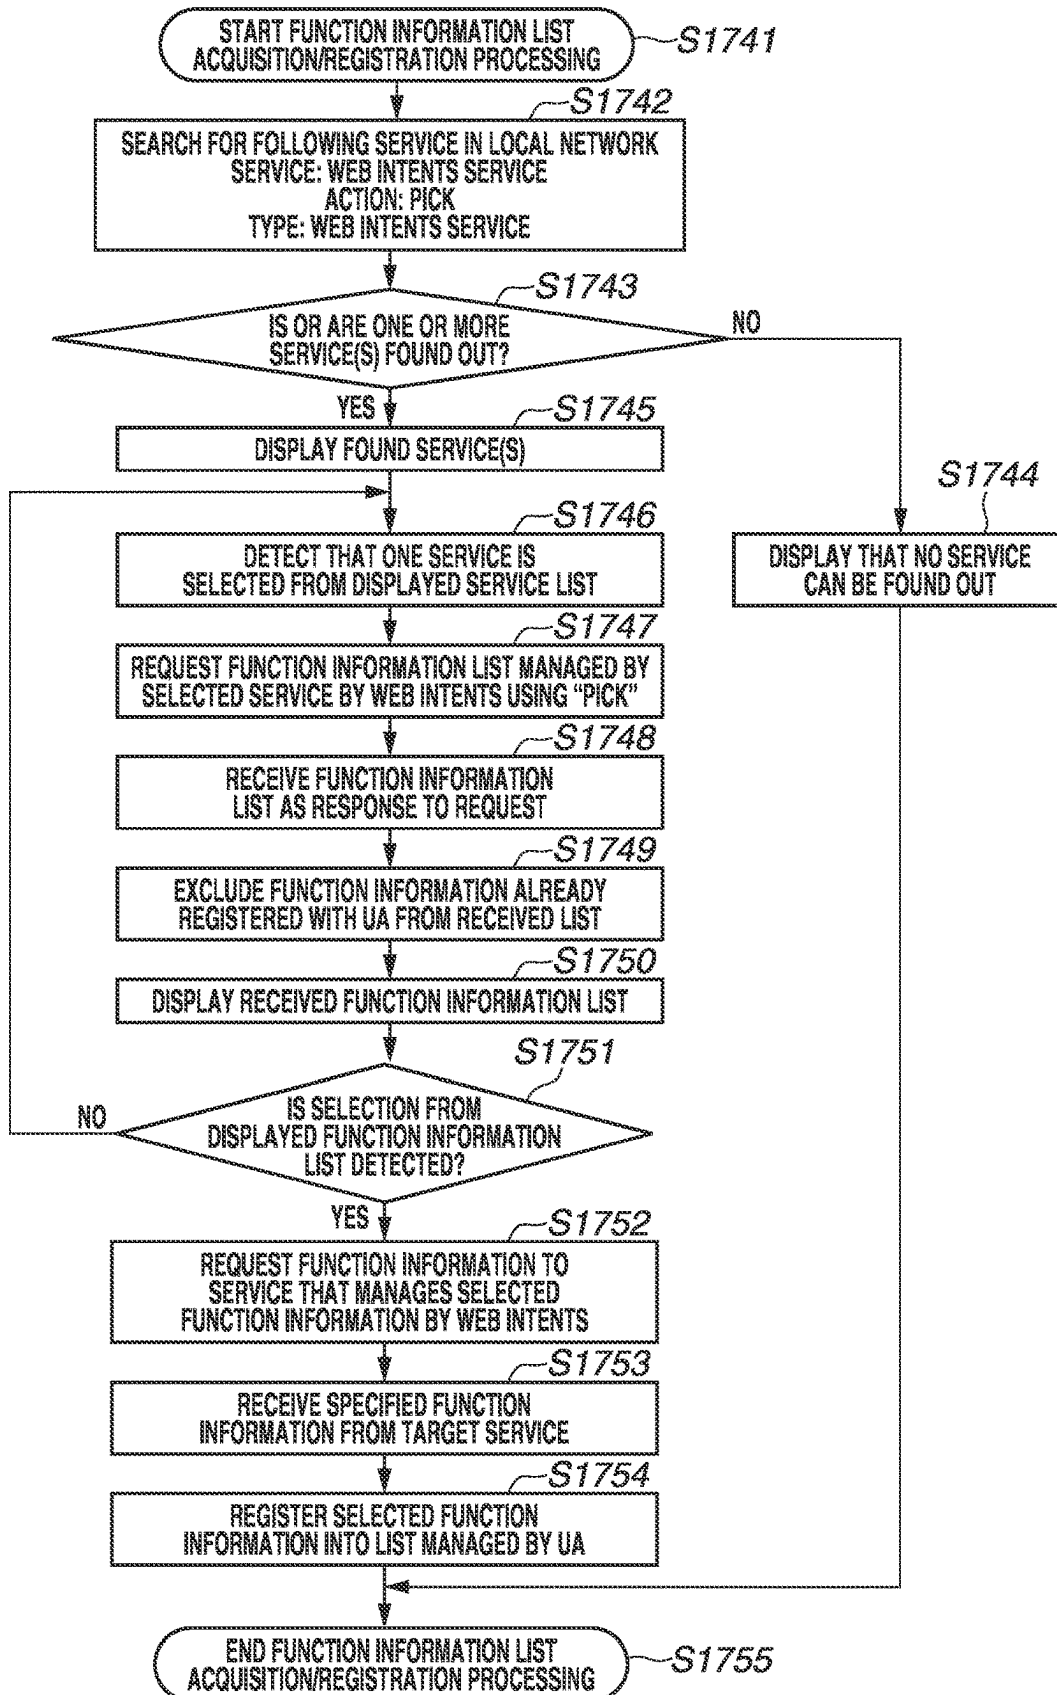 START FUNCTION INFORMATION LIST
ACQUISITION/REGISTRATION PROCESSING
S1741
S1742
SEARCH FOR FOLLOWING SERVICE IN LOCAL NETWORK
SERVICE: WEB INTENTS SERVICE
ACTION: PICK
TYPE: WEB INTENTS SERVICE
S1743
IS OR ARE ONE OR MORE
SERVICE(S) FOUND OUT?
NO
YES
S1745
DISPLAY FOUND SERVICE(S)
S1744
DISPLAY THAT NO SERVICE
CAN BE FOUND OUT
S1746
DETECT THAT ONE SERVICE IS
SELECTED FROM DISPLAYED SERVICE LIST
S1747
REQUEST FUNCTION INFORMATION LIST MANAGED BY
SELECTED SERVICE BY WEB INTENTS USING “PICK”
S1748
RECEIVE FUNCTION INFORMATION
LIST AS RESPONSE TO REQUEST
S1749
EXCLUDE FUNCTION INFORMATION ALREADY
REGISTERED WITH UA FROM RECEIVED LIST
S1750
DISPLAY RECEIVED FUNCTION INFORMATION LIST
S1751
IS SELECTION FROM
DISPLAYED FUNCTION INFORMATION
LIST DETECTED?
NO
YES
S1752
REQUEST FUNCTION INFORMATION TO
SERVICE THAT MANAGES SELECTED
FUNCTION INFORMATION BY WEB INTENTS
S1753
RECEIVE SPECIFIED FUNCTION
INFORMATION FROM TARGET SERVICE
S1754
REGISTER SELECTED FUNCTION
INFORMATION INTO LIST MANAGED BY UA
END FUNCTION INFORMATION LIST
ACQUISITION/REGISTRATION PROCESSING
S1755